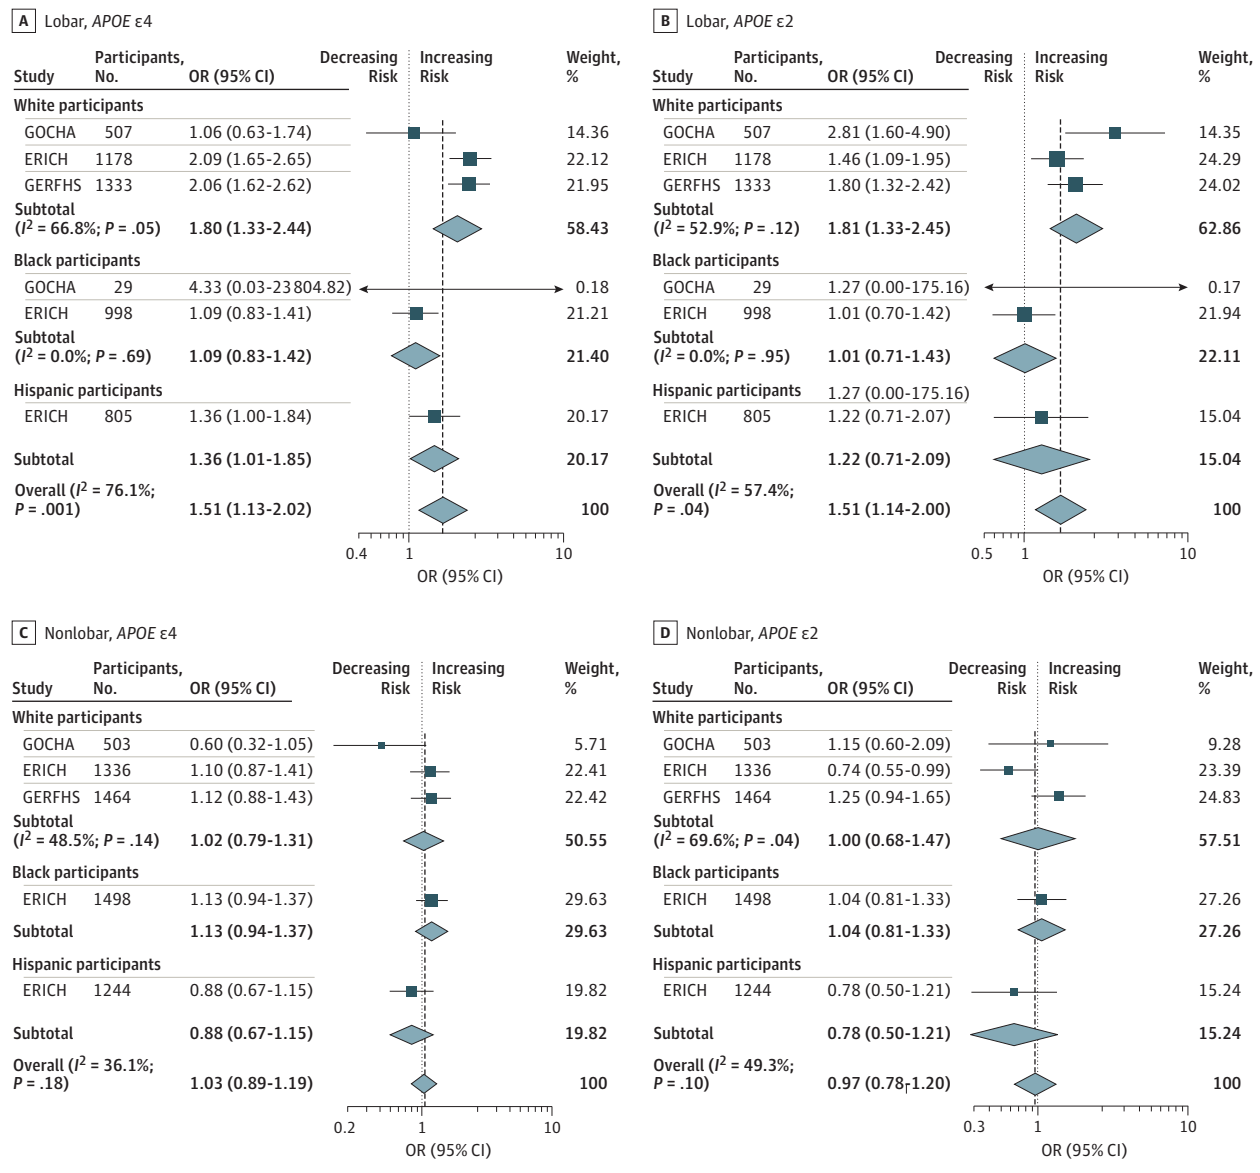 A Lobar, APOE ε4
Participants, Decreasing Increasing Weight,
Study No. OR (95% CI) Risk Risk %
White participants
GOCHA 507 1.06 (0.63-1.74) 14.36
ERICH 1178 2.09 (1.65-2.65) 22.12
GERFHS 1333 2.06 (1.62-2.62) 21.95
Subtotal
(I2 = 66.8%; P = .05) 1.80 (1.33-2.44) 58.43
Black participants
GOCHA 29 4.33 (0.03-23 804.82) 0.18
ERICH 998 1.09 (0.83-1.41) 21.21
Subtotal
(I2 = 0.0%; P = .69) 1.09 (0.83-1.42) 21.40
Hispanic participants
ERICH 805 1.36 (1.00-1.84) 20.17
Subtotal 1.36 (1.01-1.85) 20.17
Overall (I2 = 76.1%;
P = .001) 1.51 (1.13-2.02) 100
0.4 1 10
OR (95% CI)
B Lobar, APOE ε2
Participants, Decreasing Increasing Weight,
Study No. OR (95% CI) Risk Risk %
White participants
GOCHA 507 2.81 (1.60-4.90) 14.35
ERICH 1178 1.46 (1.09-1.95) 24.29
GERFHS 1333 1.80 (1.32-2.42) 24.02
Subtotal
(I2 = 52.9%; P = .12) 1.81 (1.33-2.45) 62.86
Black participants
GOCHA 29 1.27 (0.00-175.16) 0.17
ERICH 998 1.01 (0.70-1.42) 21.94
Subtotal
(I2 = 0.0%; P = .95) 1.01 (0.71-1.43) 22.11
Hispanic participants 1.27 (0.00-175.16)
ERICH 805 1.22 (0.71-2.07) 15.04
Subtotal 1.22 (0.71-2.09) 15.04
Overall (I2 = 57.4%;
P = .04) 1.51 (1.14-2.00) 100
0.5 1 10
OR (95% CI)
C Nonlobar, APOE ε4
Participants, Decreasing Increasing Weight,
Study No. OR (95% CI) Risk Risk %
White participants
GOCHA 503 0.60 (0.32-1.05) 5.71
ERICH 1336 1.10 (0.87-1.41) 22.41
GERFHS 1464 1.12 (0.88-1.43) 22.42
Subtotal
(I2 = 48.5%; P = .14) 1.02 (0.79-1.31) 50.55
Black participants
ERICH 1498 1.13 (0.94-1.37) 29.63
Subtotal 1.13 (0.94-1.37) 29.63
Hispanic participants
ERICH 1244 0.88 (0.67-1.15) 19.82
Subtotal 0.88 (0.67-1.15) 19.82
Overall (I2 = 36.1%;
P = .18) 1.03 (0.89-1.19) 100
0.2 1 10
OR (95% CI)
D Nonlobar, APOE ε2
Participants, Decreasing Increasing Weight,
Study No. OR (95% CI) Risk Risk %
White participants
GOCHA 503 1.15 (0.60-2.09) 9.28
ERICH 1336 0.74 (0.55-0.99) 23.39
GERFHS 1464 1.25 (0.94-1.65) 24.83
Subtotal
(I2 = 69.6%; P = .04) 1.00 (0.68-1.47) 57.51
Black participants
ERICH 1498 1.04 (0.81-1.33) 27.26
Subtotal 1.04 (0.81-1.33) 27.26
Hispanic participants
ERICH 1244 0.78 (0.50-1.21) 15.24
Subtotal 0.78 (0.50-1.21) 15.24
Overall (I2 = 49.3%;
P = .10) 0.97 (0.78-1.20) 100
0.3 1 10
OR (95% CI)